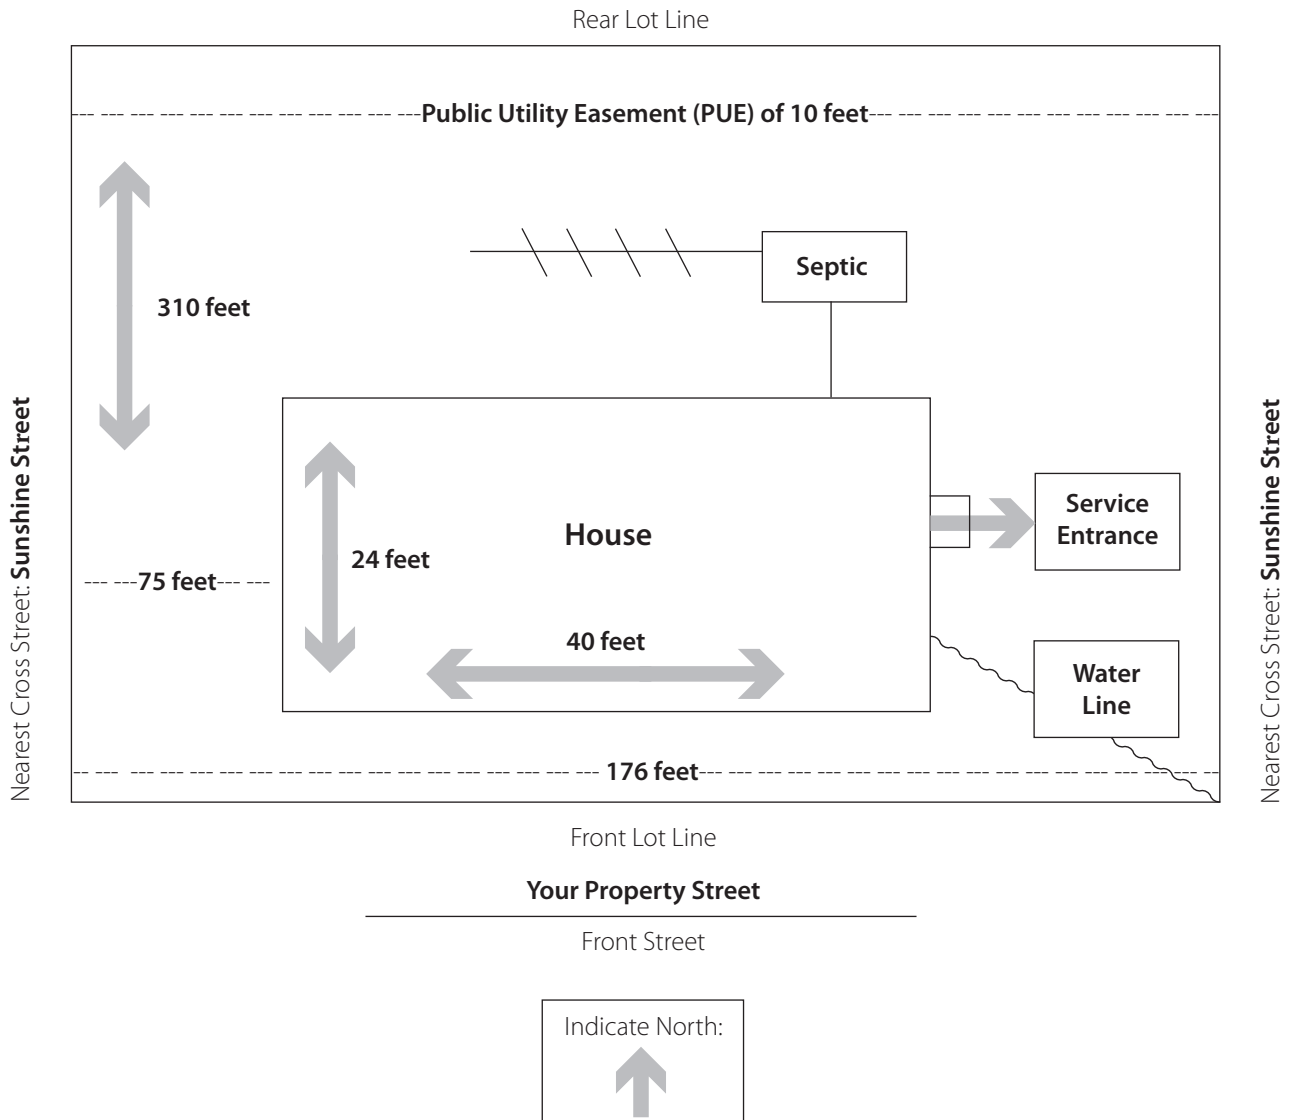 Rear Lot Line
Public Utility Easement (PUE) of 10 feet
310 feet
Septic
Nearest Cross Street: Sunshine Street
Nearest Cross Street: Sunshine Street
House
Service
Entrance
24 feet
75 feet
40 feet
Water
Line
176 feet
Front Lot Line
Your Property Street
Front Street
Indicate North: